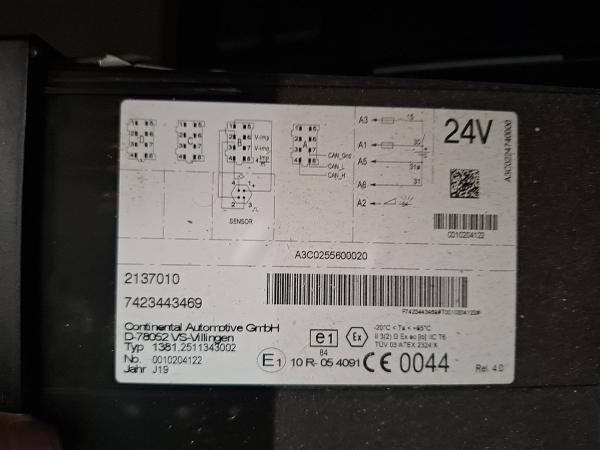 24V
D
C
B
A
V-imp.
V-imp.
CAN_Gnd
CAN_L
CAN_H
SENSOR
A3 15
A1 30
A5 31
A6 31
A2
A3C0224740000
0010204122
A3C0255600020
2137010
7423443469
Continental Automotive GmbH
D-78052 VS-Villingen
Typ 1381.2511343002
No. 0010204122
Jahr J19
e1
84
E1 10 R- 05 4091
Ex
-20°C < Ta < +65°C
II 3(2) G Ex ec [ib] IIC T6
TÜV 03 ATEX 2324 X
CE 0044
Rel. 4.0